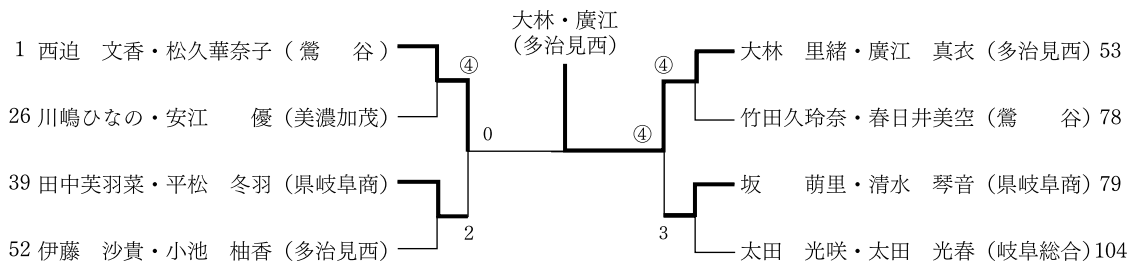 大林・廣江
(多治見西)
1 西迫　文香・松久華奈子（鶯　　谷）
④
26 川嶋ひなの・安江　　優（美濃加茂）
0
39 田中芙羽菜・平松　冬羽（県岐阜商）
2
52 伊藤　沙貴・小池　柚香（多治見西）
大林　里緒・廣江　真衣（多治見西）53
④
竹田久玲奈・春日井美空（鶯　　谷）78
④
坂　　萌里・清水　琴音（県岐阜商）79
3
太田　光咲・太田　光春（岐阜総合）104